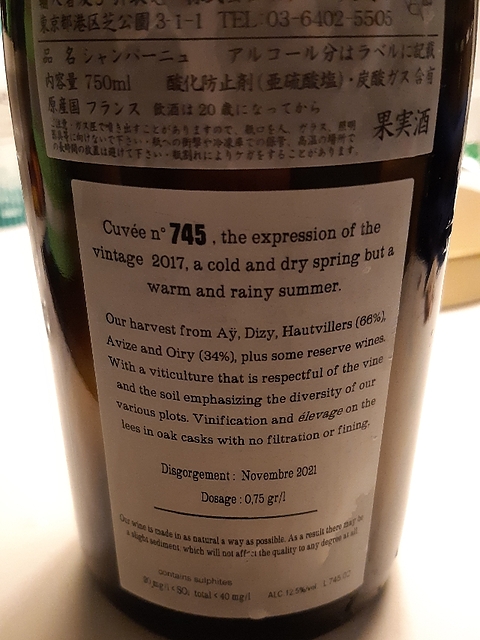 東京都港区芝公園 3-1-1 TEL:03-6402-5505
品 名 シャンパーニュ アルコール分はラベルに記載
内容量 750ml 酸化防止剤(亜硫酸塩)・炭酸ガス含有
原産国 フランス 飲酒は20歳になってから
果実酒
Cuvée n° 745 , the expression of the
vintage 2017, a cold and dry spring but a
warm and rainy summer.
Our harvest from Aÿ, Dizy, Hautvillers (66%),
Avize and Oiry (34%), plus some reserve wines.
With a viticulture that is respectful of the vine
and the soil emphasizing the diversity of our
various plots. Vinification and élevage on the
lees in oak casks with no filtration or fining.
Disgorgement : Novembre 2021
Dosage : 0,75 gr/l
Our wine is made in as natural a way as possible. As a result there may be
a slight sediment which will not affect the quality to any degree at all.
contains sulphites
total < 40 mg/l ALC 12.5%/vol L 745